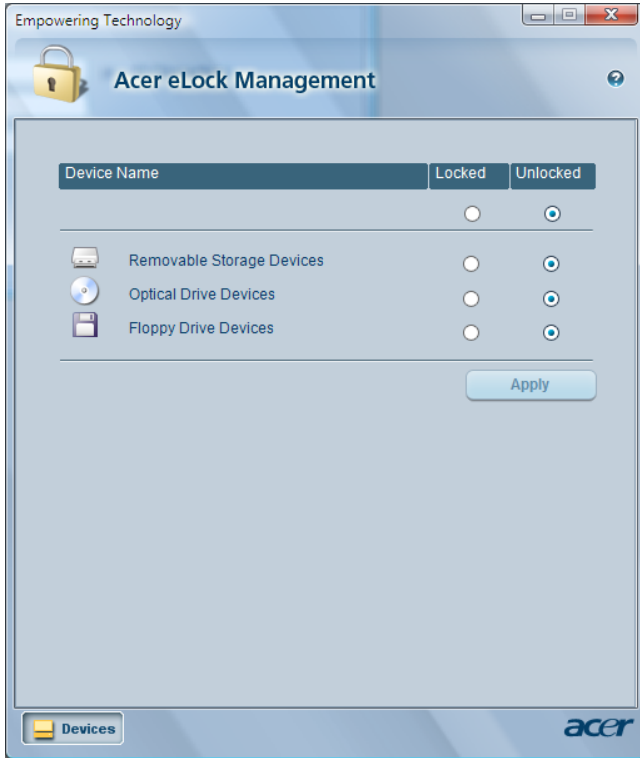 Empowering Technology
Acer eLock Management
Device Name Locked Unlocked
Removable Storage Devices
Optical Drive Devices
Floppy Drive Devices
Apply
Devices
acer